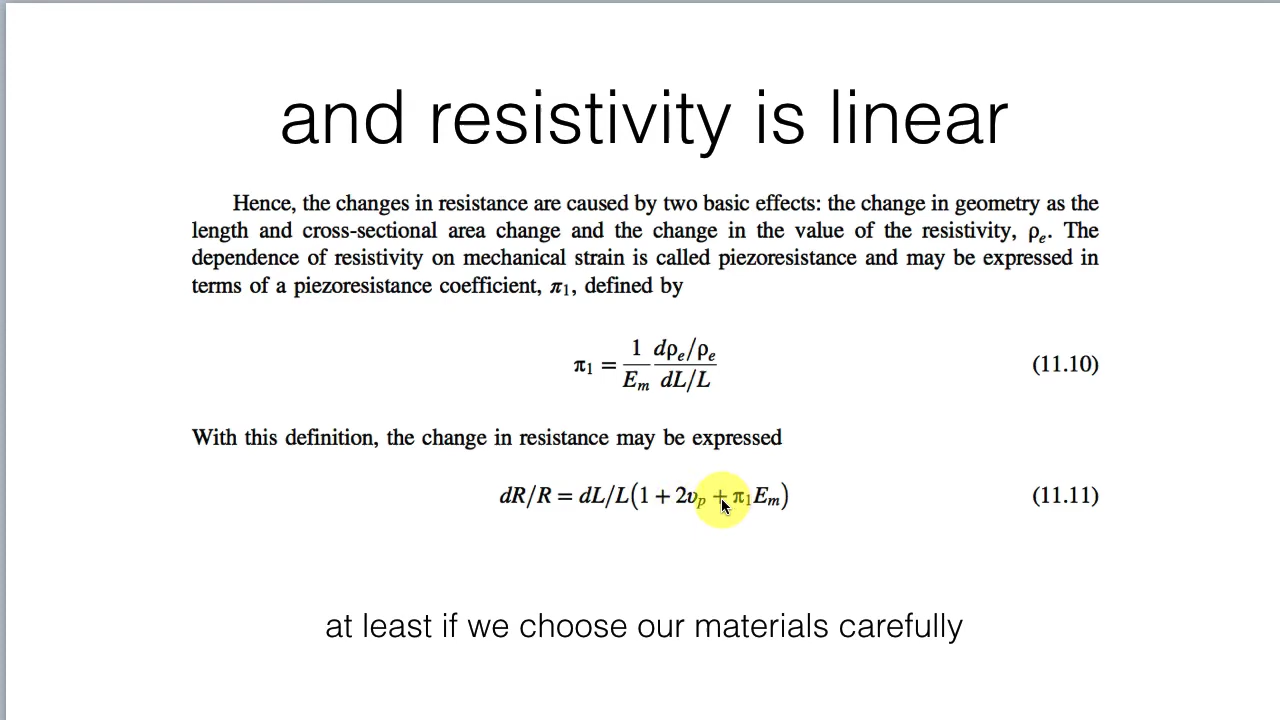 and resistivity is linear
Hence, the changes in resistance are caused by two basic effects: the change in geometry as the
length and cross-sectional area change and the change in the value of the resistivity, ρₑ. The
dependence of resistivity on mechanical strain is called piezoresistance and may be expressed in
terms of a piezoresistance coefficient, π₁, defined by
π₁ = 1/Eₘ dρₑ/ρₑ / dL/L (11.10)
With this definition, the change in resistance may be expressed
dR/R = dL/L(1 + 2υₚ + π₁Eₘ) (11.11)
at least if we choose our materials carefully